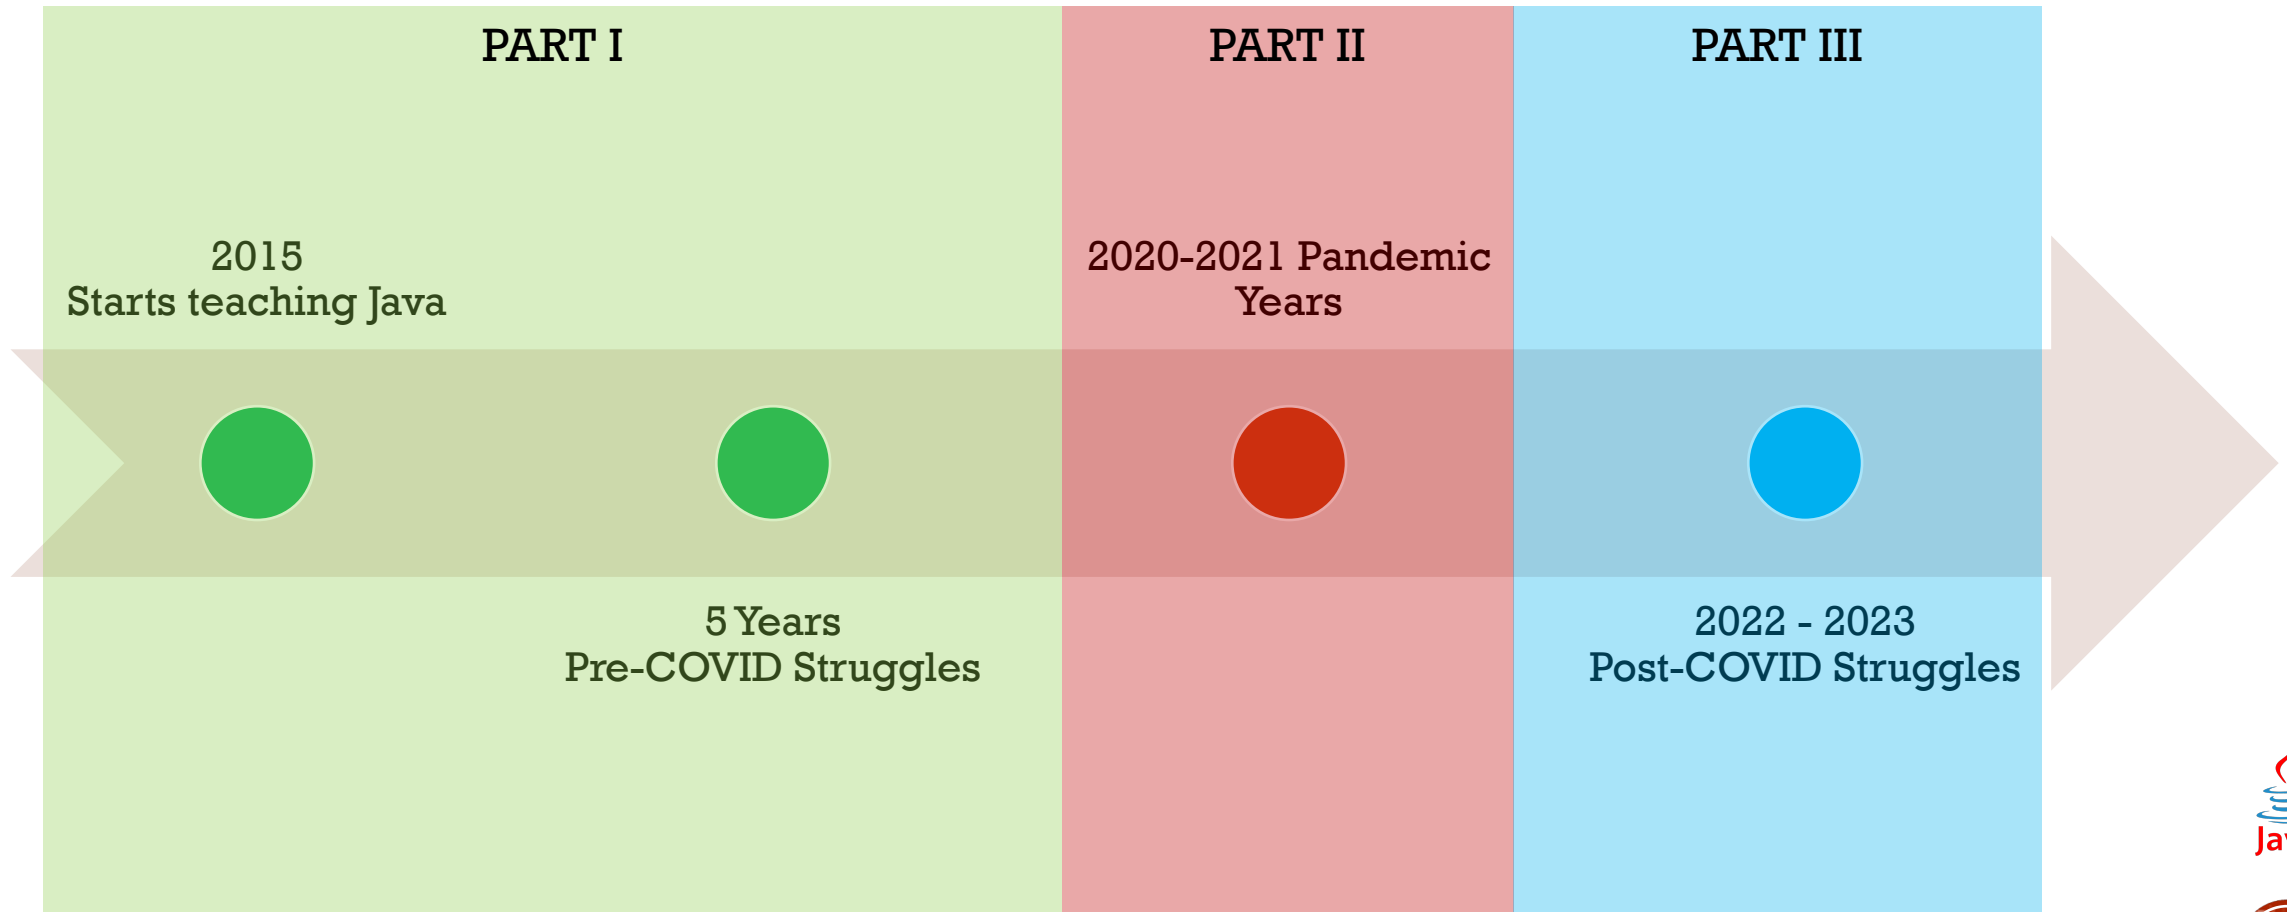 PART I
PART II
PART III
2015
Starts teaching Java
2020-2021 Pandemic
Years
5 Years
Pre-COVID Struggles
2022 - 2023
Post-COVID Struggles